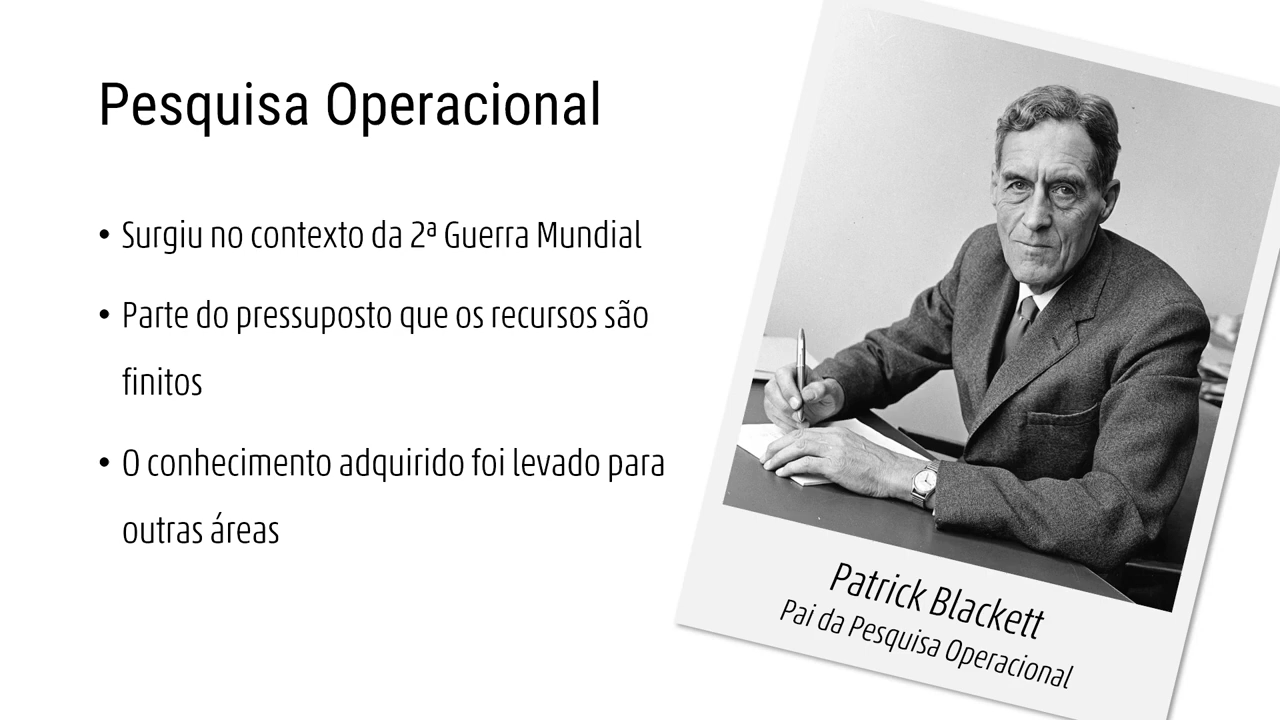 Pesquisa Operacional
• Surgiu no contexto da 2ª Guerra Mundial
• Parte do pressuposto que os recursos são
finitos
• O conhecimento adquirido foi levado para
outras áreas
Patrick Blackett
Pai da Pesquisa Operacional